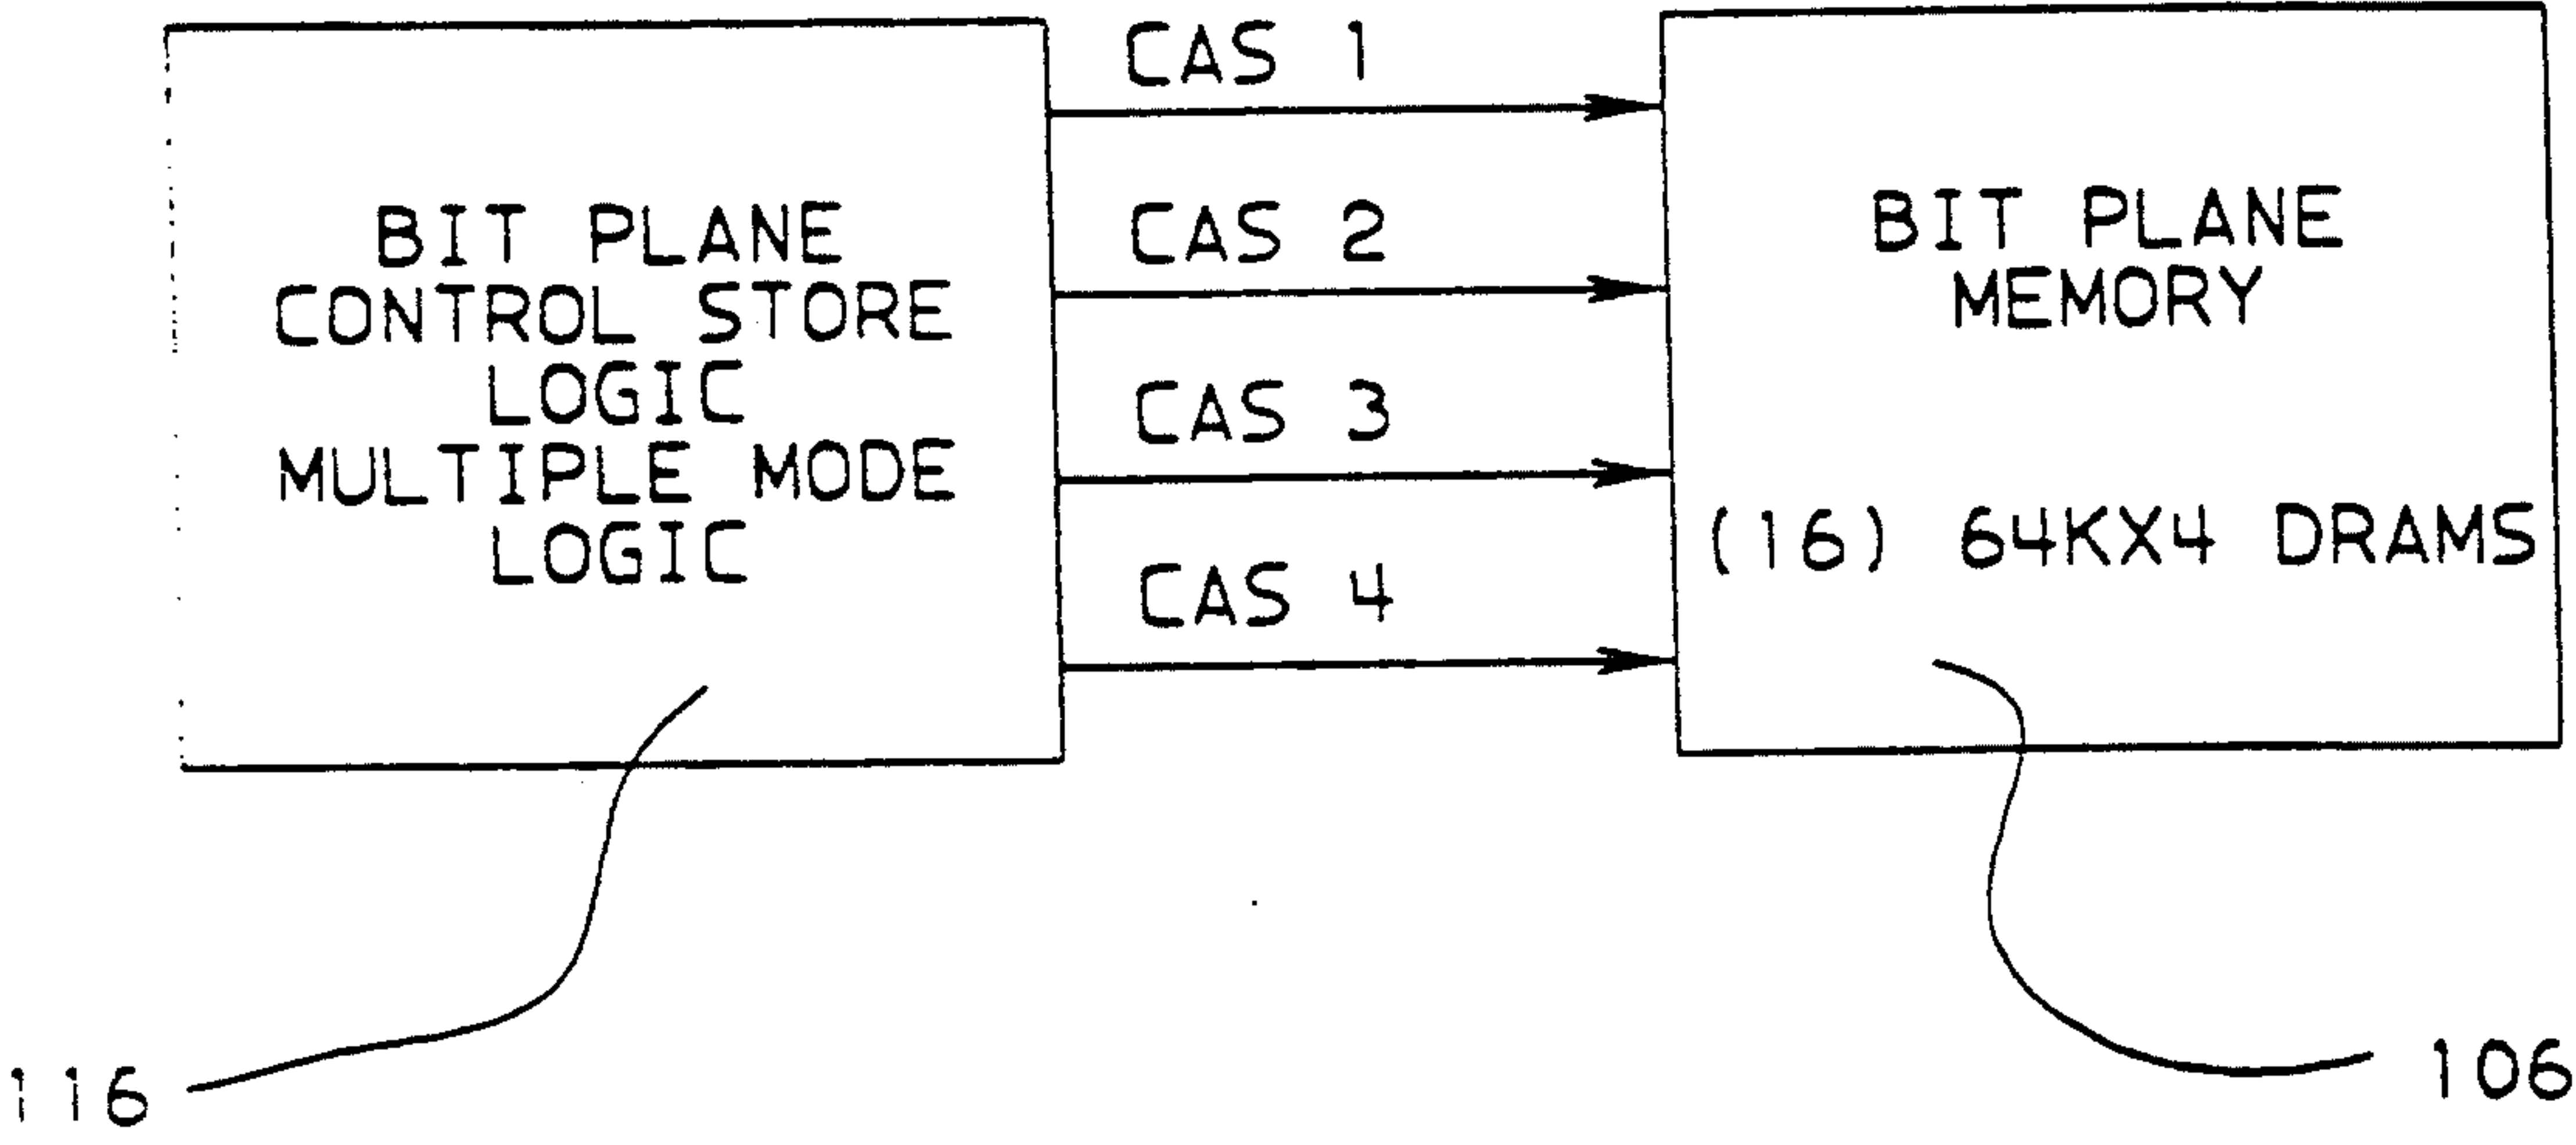 BIT PLANE
CONTROL STORE
LOGIC
MULTIPLE MODE
LOGIC
CAS 1
CAS 2
CAS 3
CAS 4
BIT PLANE
MEMORY
(16) 64KX4 DRAMS
116
106